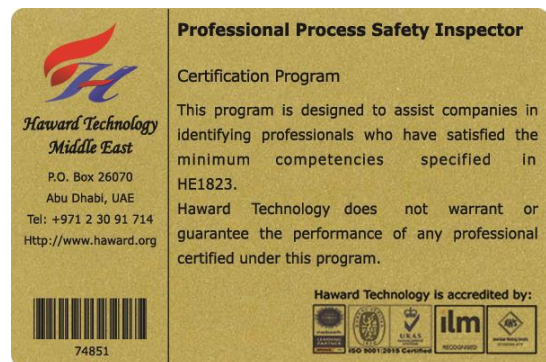 H
Haward Technology
Middle East
P.O. Box 26070
Abu Dhabi, UAE
Tel: +971 2 30 91 714
Http://www.haward.org
74851
Professional Process Safety Inspector
Certification Program
This program is designed to assist companies in
identifying professionals who have satisfied the
minimum competencies specified in
HE1823.
Haward Technology does not warrant or
guarantee the performance of any professional
certified under this program.
Haward Technology is accredited by:
ISO 9001:2015 Certified
UKAS
ilm
RECOGNISED
AWS